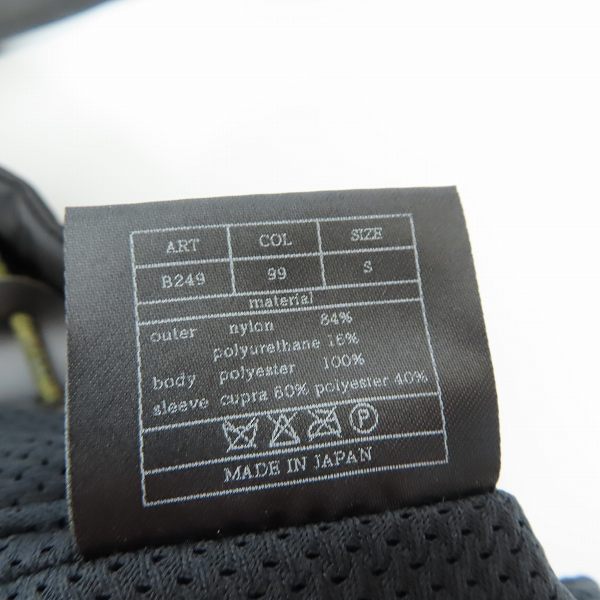 ART COL SIZE
B249 99 S
material
outer nylon 84%
polyurethane 16%
body polyester 100%
sleeve cupra 60% polyester 40%
P
MADE IN JAPAN